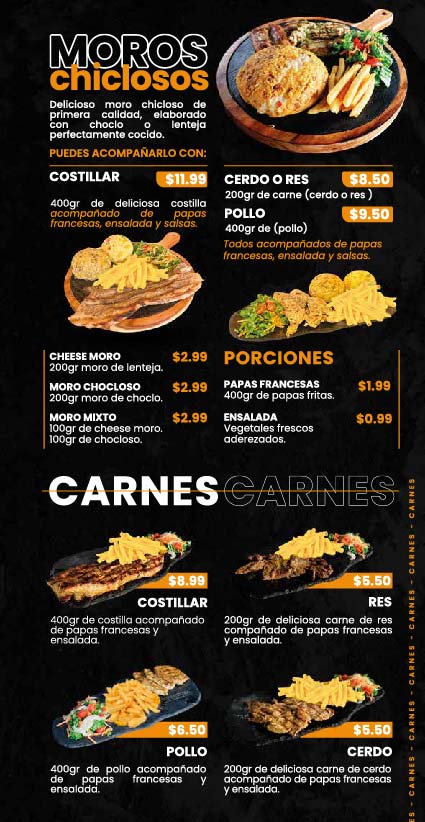 MOROS
chiclosos
Delicioso moro chicloso de
primera calidad, elaborado
con choclo o lenteja
perfectamente cocido.
PUEDES ACOMPAÑARLO CON:
COSTILLAR $11.99
400gr de deliciosa costilla
acompañado de papas
francesas, ensalada y salsas.
CERDO O RES $8.50
200gr de carne (cerdo o res )
POLLO $9.50
400gr de (pollo)
Todos acompañados de papas
francesas, ensalada y salsas.
CHEESE MORO $2.99
200gr moro de lenteja.
MORO CHOCLOSO $2.99
200gr moro de choclo.
MORO MIXTO $2.99
100gr de cheese moro.
100gr de chocloso.
PORCIONES
PAPAS FRANCESAS $1.99
400gr de papas fritas.
ENSALADA $0.99
Vegetales frescos
aderezados.
CARNES CARNES
$8.99
COSTILLAR
400gr de costilla acompañado
de papas francesas y
ensalada.
$5.50
RES
200gr de deliciosa carne de res
compañado de papas francesas
y ensalada.
$6.50
POLLO
400gr de pollo acompañado
de papas francesas y
ensalada.
$5.50
CERDO
200gr de deliciosa carne de cerdo
acompañado de papas francesas
y ensalada.
ES - CARNES - CARNES - CARNES - CARNES - CARNES - CARNES